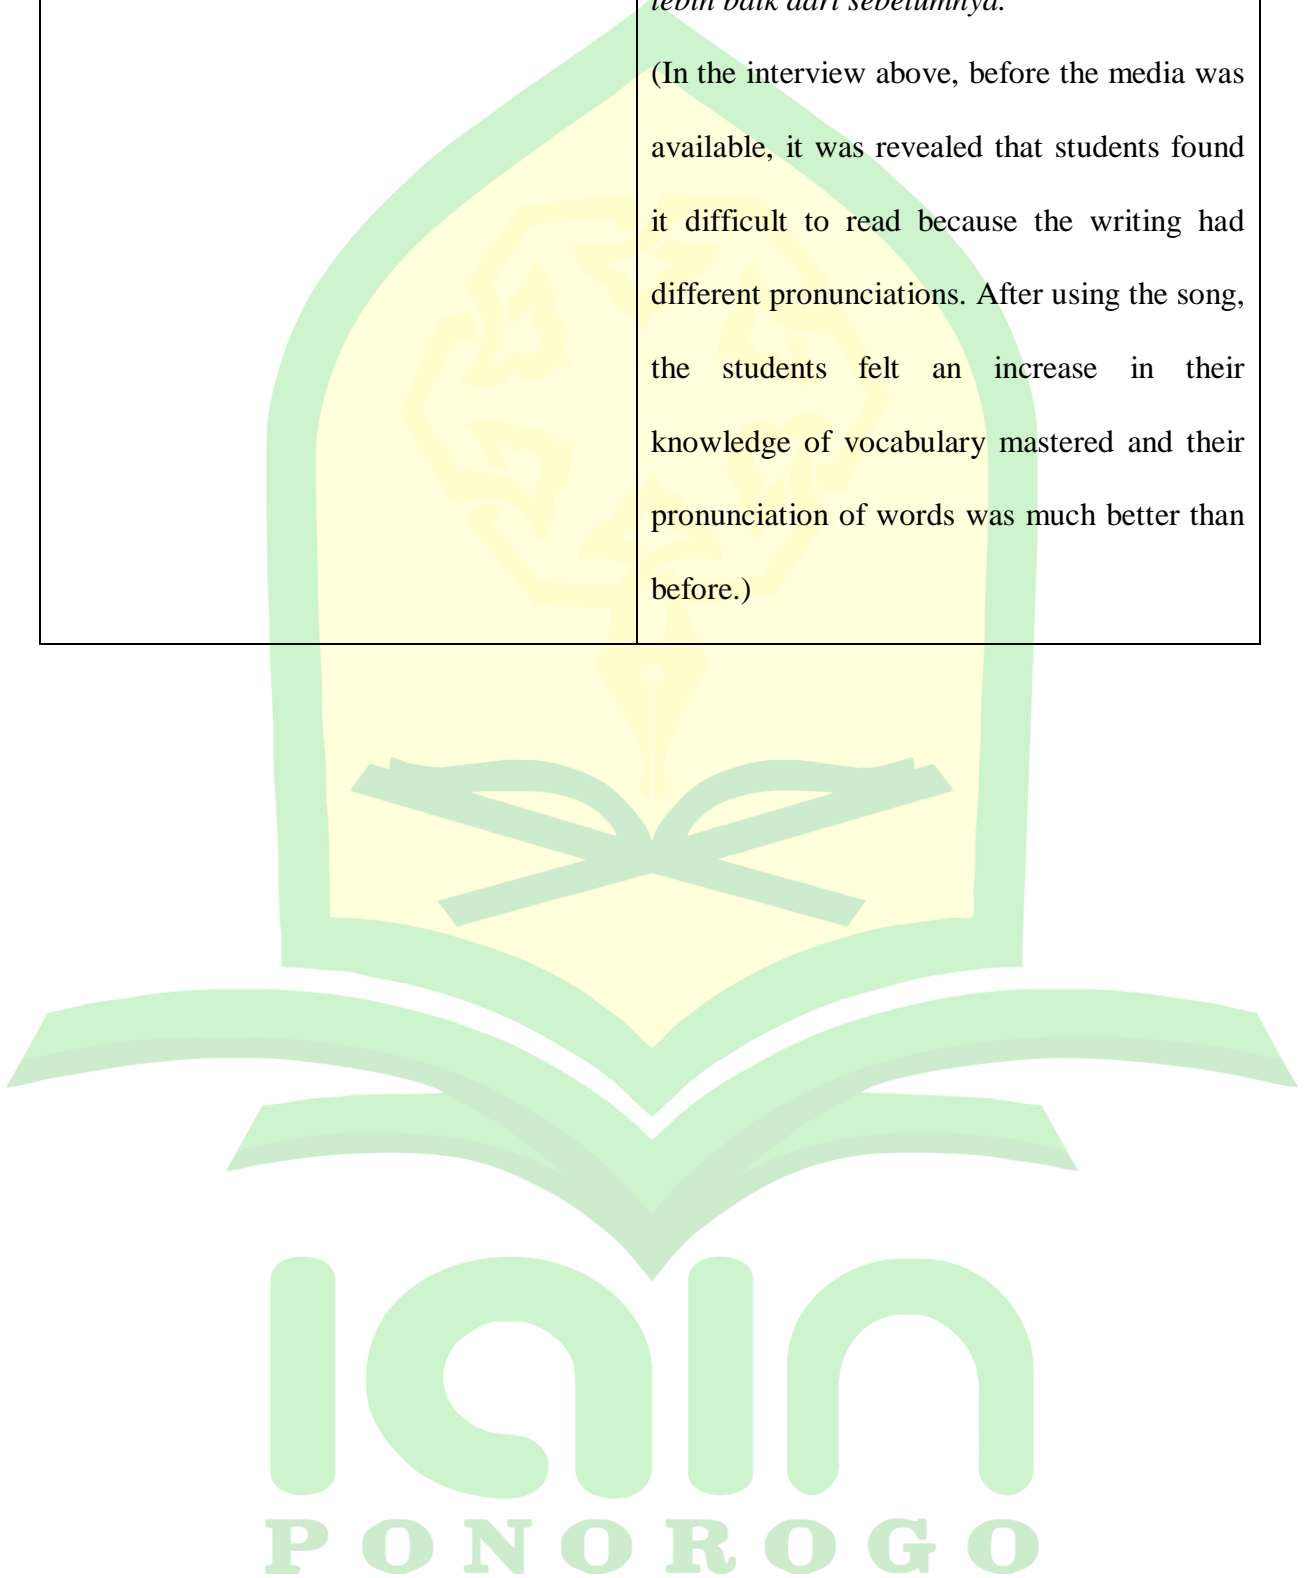 lebih baik dari sebelumnya.
(In the interview above, before the media was
available, it was revealed that students found
it difficult to read because the writing had
different pronunciations. After using the song,
the students felt an increase in their
knowledge of vocabulary mastered and their
pronunciation of words was much better than
before.)
iain
PONOROGO